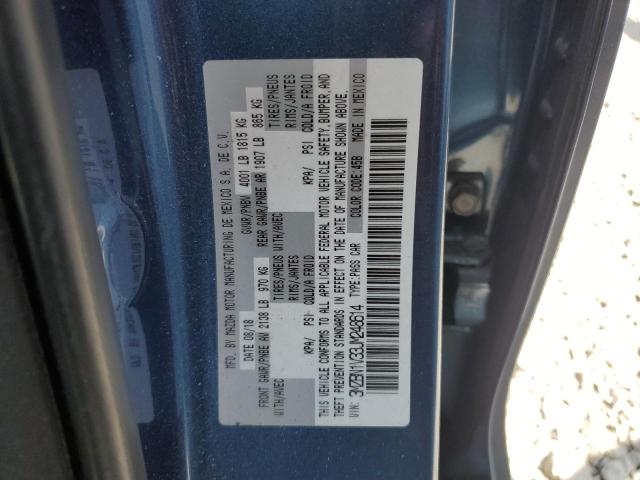 MFD. BY MAZDA MOTOR MANUFACTURING DE MEXICO S.A. DE C.V.
08/18 GVWR/PNBV 4001 LB 1815 KG
FRONT GAWR/PNBE AV 2138 LB 970 KG REAR GAWR/PNBE AR 1907 LB 865 KG
WITH/AVEC TIRES/PNEUS WITH/AVEC TIRES/PNEUS
RIMS/JANTES RIMS/JANTES
KPA/ PSI COLD/A FROID KPA/ PSI COLD/A FROID
THIS VEHICLE CONFORMS TO ALL APPLICABLE FEDERAL MOTOR VEHICLE SAFETY, BUMPER, AND
THEFT PREVENTION STANDARDS IN EFFECT ON THE DATE OF MANUFACTURE SHOWN ABOVE.
VIN: TYPE:PASS CAR COLOR CODE:45B MADE IN MEXICO